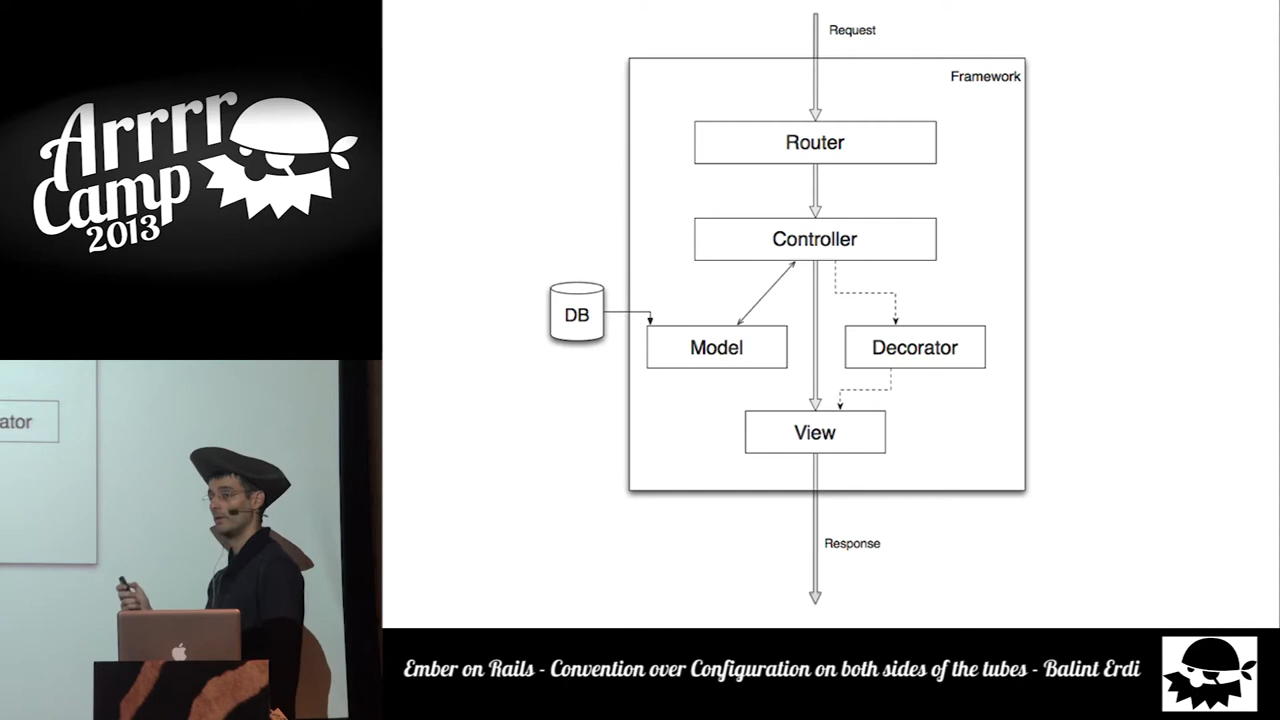 Arrrr
Camp
2013
Request
Framework
Router
Controller
DB
Model
Decorator
View
Response
ator
Ember on Rails - Convention over Configuration on both sides of the tubes - Balint Erdi